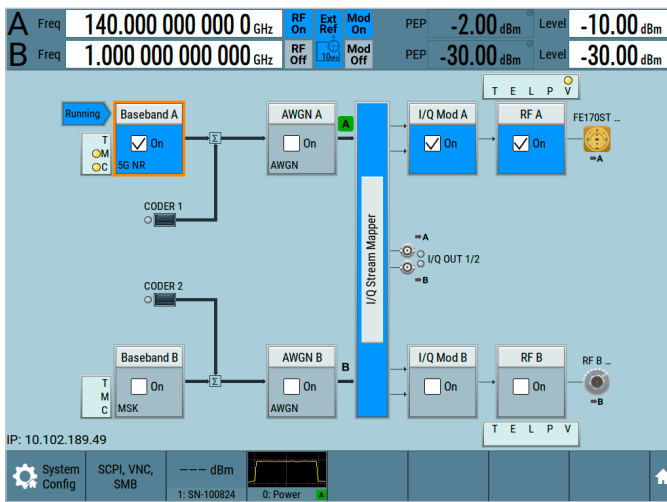 A Freq 140.000 000 000 0 GHz RF On Ext Ref Mod On PEP -2.00 dBm Level -10.00 dBm
B Freq 1.000 000 000 000 GHz RF Off 10MHz Mod Off PEP -30.00 dBm Level -30.00 dBm
T E L P V
Running Baseband A AWGN A A I/Q Mod A RF A FE170ST ...
T On On On On
M
C 5G NR AWGN ⇒A
CODER 1
I/Q Stream Mapper
⇒A
I/Q OUT 1/2
⇒B
CODER 2
Baseband B AWGN B B I/Q Mod B RF B RF B ...
T On On On On
M
C MSK AWGN ⇒B
T E L P V
IP: 10.102.189.49
System Config SCPI, VNC, SMB --- dBm
1: SN-100824 0: Power A